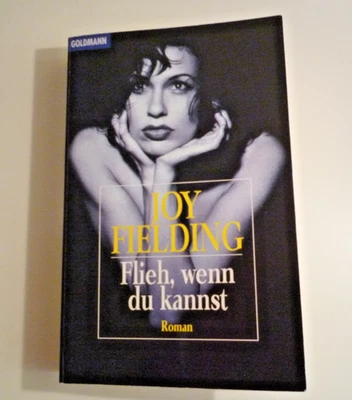 GOLDMANN
JOY
FIELDING
Flieh, wenn
du kannst
Roman